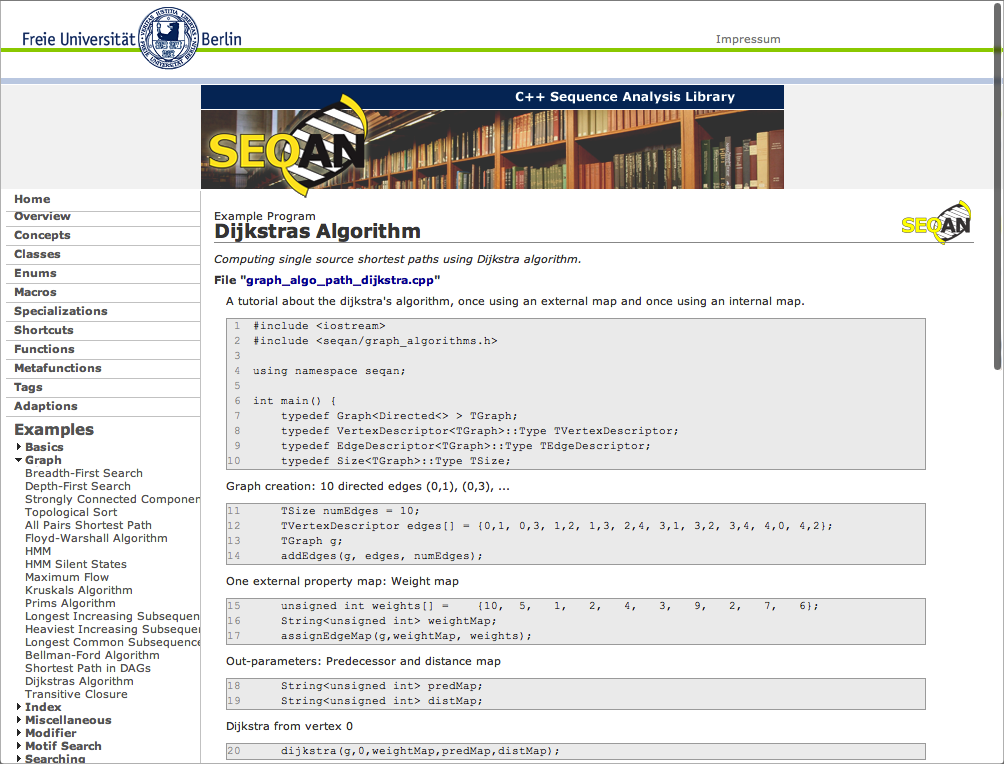 Freie Universität Berlin
Impressum
C++ Sequence Analysis Library
SEQAN
Home
Overview
Concepts
Classes
Enums
Macros
Specializations
Shortcuts
Functions
Metafunctions
Tags
Adaptions
Examples
Basics
Graph
Breadth-First Search
Depth-First Search
Strongly Connected Componen
Topological Sort
All Pairs Shortest Path
Floyd-Warshall Algorithm
HMM
HMM Silent States
Maximum Flow
Kruskals Algorithm
Prims Algorithm
Longest Increasing Subsequen
Heaviest Increasing Subseque
Longest Common Subsequence
Bellman-Ford Algorithm
Shortest Path in DAGs
Dijkstras Algorithm
Transitive Closure
Index
Miscellaneous
Modifier
Motif Search
Searching
Example Program
Dijkstras Algorithm
SEQAN
Computing single source shortest paths using Dijkstra algorithm.
File "graph_algo_path_dijkstra.cpp"
A tutorial about the dijkstra's algorithm, once using an external map and once using an internal map.
1 #include <iostream>
2 #include <seqan/graph_algorithms.h>
3
4 using namespace seqan;
5
6 int main() {
7     typedef Graph<Directed<> > TGraph;
8     typedef VertexDescriptor<TGraph>::Type TVertexDescriptor;
9     typedef EdgeDescriptor<TGraph>::Type TEdgeDescriptor;
10     typedef Size<TGraph>::Type TSize;
Graph creation: 10 directed edges (0,1), (0,3), ...
11     TSize numEdges = 10;
12     TVertexDescriptor edges[] = {0,1, 0,3, 1,2, 1,3, 2,4, 3,1, 3,2, 3,4, 4,0, 4,2};
13     TGraph g;
14     addEdges(g, edges, numEdges);
One external property map: Weight map
15     unsigned int weights[] =    {10,  5,   1,   2,   4,   3,   9,   2,   7,   6};
16     String<unsigned int> weightMap;
17     assignEdgeMap(g,weightMap, weights);
Out-parameters: Predecessor and distance map
18     String<unsigned int> predMap;
19     String<unsigned int> distMap;
Dijkstra from vertex 0
20     dijkstra(g,0,weightMap,predMap,distMap);